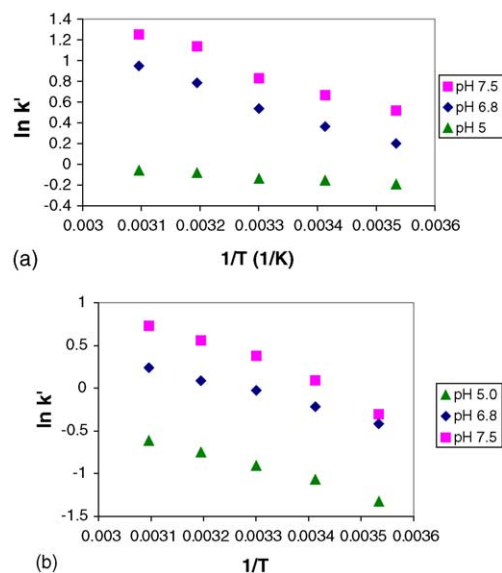 1.4
1.2
1
0.8
0.6
0.4
0.2
0
-0.2
-0.4
ln k'
0.003 0.0031 0.0032 0.0033 0.0034 0.0035 0.0036
1/T (1/K)
pH 7.5
pH 6.8
pH 5
(a)
1
0.5
0
-0.5
-1
-1.5
ln k'
0.003 0.0031 0.0032 0.0033 0.0034 0.0035 0.0036
1/T
pH 5.0
pH 6.8
pH 7.5
(b)